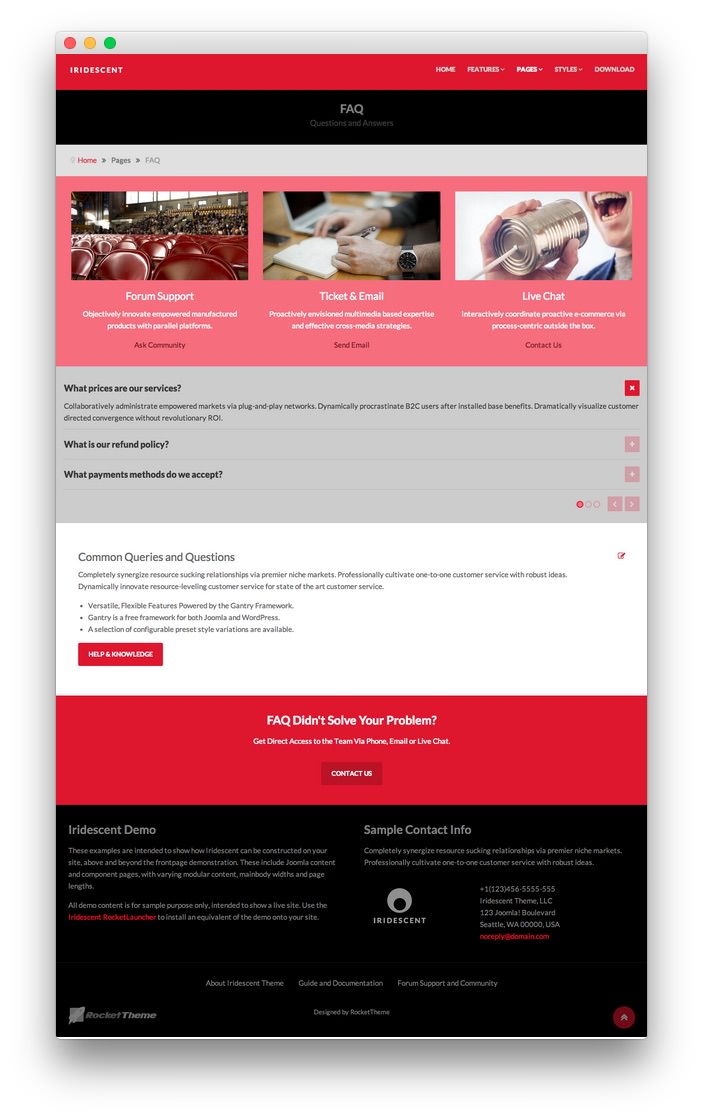 IRIDESCENT
HOME FEATURES PAGES STYLES DOWNLOAD
FAQ
Questions and Answers
Home » Pages » FAQ
Forum Support
Objectively innovate empowered manufactured
products with parallel platforms.
Ask Community
Ticket & Email
Proactively envisioned multimedia based expertise
and effective cross-media strategies.
Send Email
Live Chat
Interactively coordinate proactive e-commerce via
process-centric outside the box.
Contact Us
What prices are our services?
Collaboratively administrate empowered markets via plug-and-play networks. Dynamically procrastinate B2C users after installed base benefits. Dramatically visualize customer
directed convergence without revolutionary ROI.
What is our refund policy?
What payments methods do we accept?
Common Queries and Questions
Completely synergize resource sucking relationships via premier niche markets. Professionally cultivate one-to-one customer service with robust ideas.
Dynamically innovate resource-leveling customer service for state of the art customer service.
• Versatile, Flexible Features Powered by the Gantry Framework.
• Gantry is a free framework for both Joomla and WordPress.
• A selection of configurable preset style variations are available.
HELP & KNOWLEDGE
FAQ Didn't Solve Your Problem?
Get Direct Access to the Team Via Phone, Email or Live Chat.
CONTACT US
Iridescent Demo
These examples are intended to show how Iridescent can be constructed on your
site, above and beyond the frontpage demonstration. These include Joomla content
and component pages, with varying modular content, mainbody widths and page
lengths.
All demo content is for sample purpose only, intended to show a live site. Use the
Iridescent RocketLauncher to install an equivalent of the demo onto your site.
Sample Contact Info
Completely synergize resource sucking relationships via premier niche markets.
Professionally cultivate one-to-one customer service with robust ideas.
IRIDESCENT
+1(123)456-5555-555
Iridescent Theme, LLC
123 Joomla! Boulevard
Seattle, WA 00000, USA
noreply@domain.com
About Iridescent Theme Guide and Documentation Forum Support and Community
RocketTheme
Designed by RocketTheme